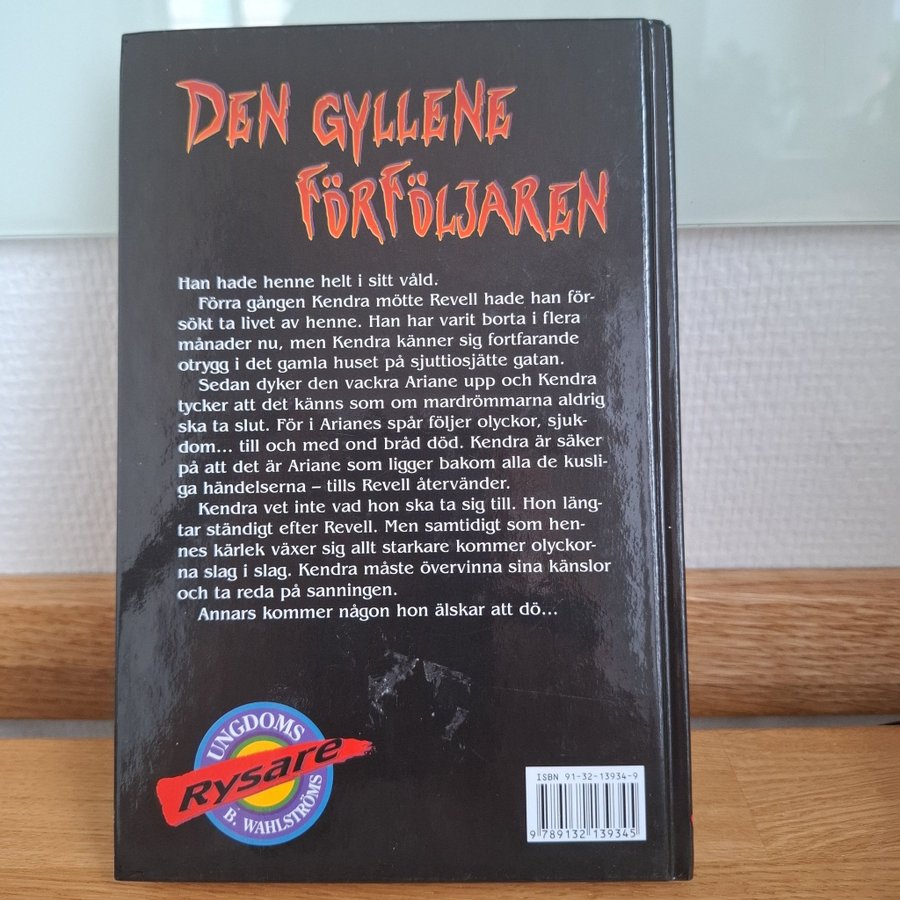 DEN GYLLENE
FÖRFÖLJAREN
Han hade henne helt i sitt våld.
Förra gången Kendra mötte Revell hade han för-
sökt ta livet av henne. Han har varit borta i flera
månader nu, men Kendra känner sig fortfarande
otrygg i det gamla huset på sjuttiosjätte gatan.
Sedan dyker den vackra Ariane upp och Kendra
tycker att det känns som om mardrömmarna aldrig
ska ta slut. För i Arianes spår följer olyckor, sjuk-
dom... till och med ond bråd död. Kendra är säker
på att det är Ariane som ligger bakom alla de kusli-
ga händelserna – tills Revell återvänder.
Kendra vet inte vad hon ska ta sig till. Hon läng-
tar ständigt efter Revell. Men samtidigt som hen-
nes kärlek växer sig allt starkare kommer olyckor-
na slag i slag. Kendra måste övervinna sina känslor
och ta reda på sanningen.
Annars kommer någon hon älskar att dö...
UNGDOMS
Rysare
B. WAHLSTRÖMS
ISBN 91-32-13934-9
9 789132 139345